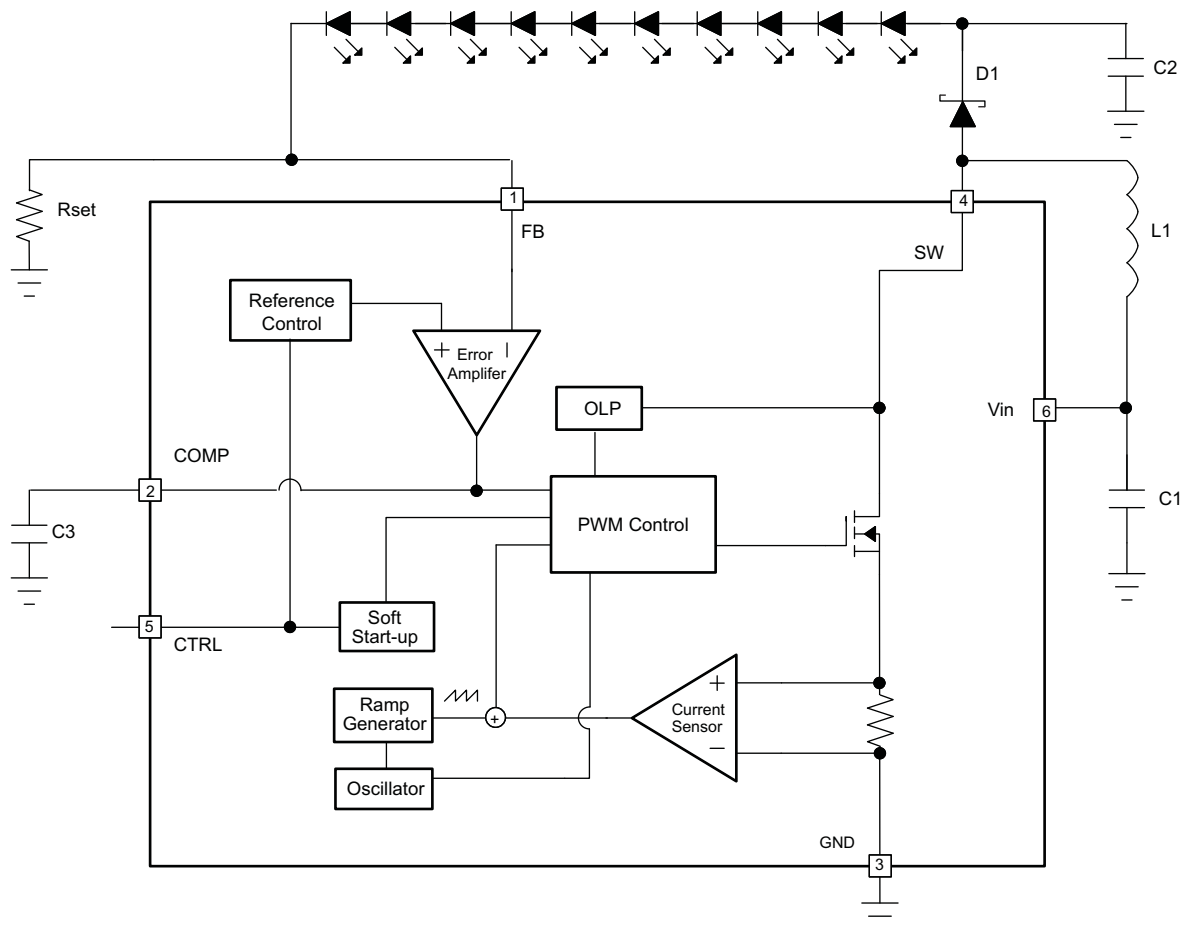 D1
C2
Rset
1
4
FB
L1
SW
Reference
Control
+ Error –
Amplifer
OLP
Vin
6
COMP
2
C1
PWM Control
C3
Soft
Start-up
5
CTRL
+
Ramp
Generator
+
Current
Sensor
–
Oscillator
GND
3